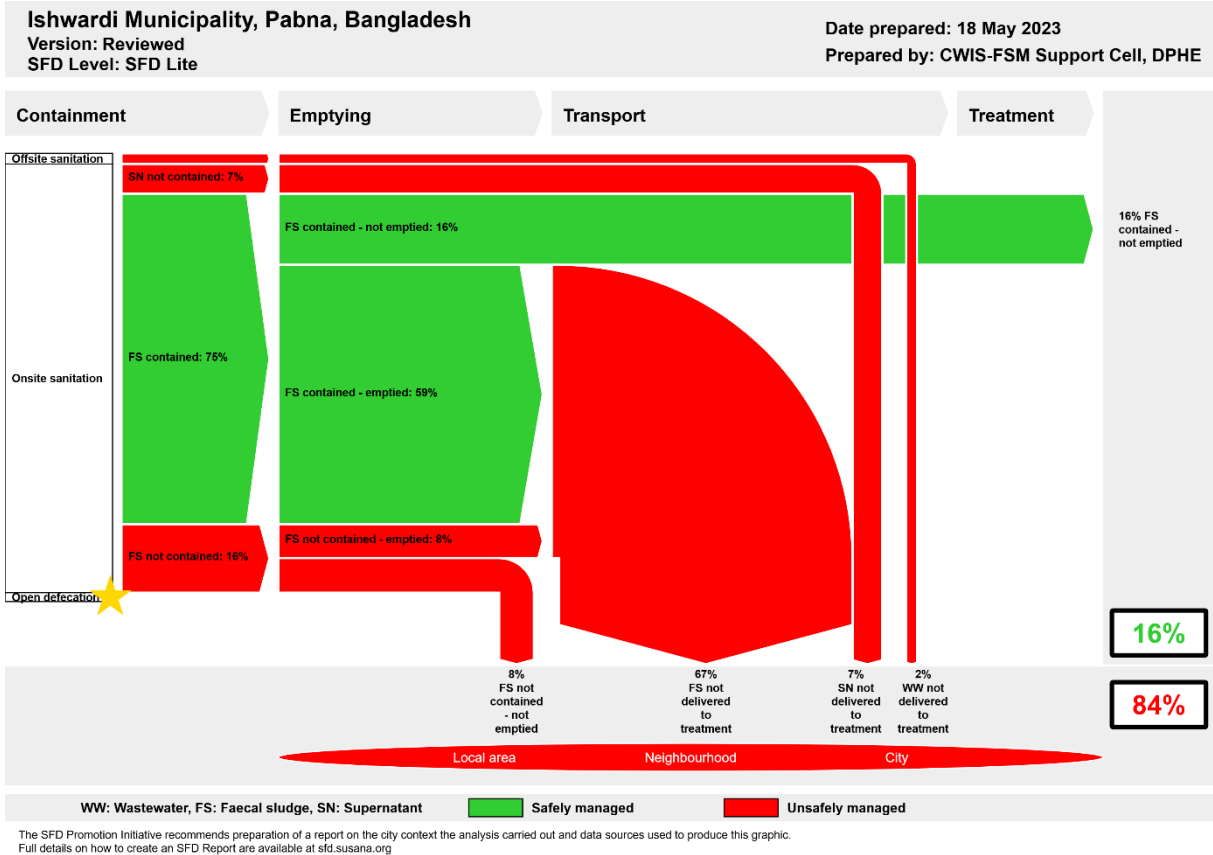 Ishwardi Municipality, Pabna, Bangladesh
Version: Reviewed
SFD Level: SFD Lite
Date prepared: 18 May 2023
Prepared by: CWIS-FSM Support Cell, DPHE
Containment
Emptying
Transport
Treatment
Offsite sanitation
SN not contained: 7%
FS contained - not emptied: 16%
16% FS
contained -
not emptied
FS contained: 75%
Onsite sanitation
FS contained - emptied: 59%
FS not contained - emptied: 8%
FS not contained: 16%
Open defecation
16%
8%
FS not
contained
- not
emptied
67%
FS not
delivered
to
treatment
7%
SN not
delivered
to
treatment
2%
WW not
delivered
to
treatment
84%
Local area
Neighbourhood
City
WW: Wastewater, FS: Faecal sludge, SN: Supernatant
Safely managed
Unsafely managed
The SFD Promotion Initiative recommends preparation of a report on the city context the analysis carried out and data sources used to produce this graphic.
Full details on how to create an SFD Report are available at sfd.susana.org